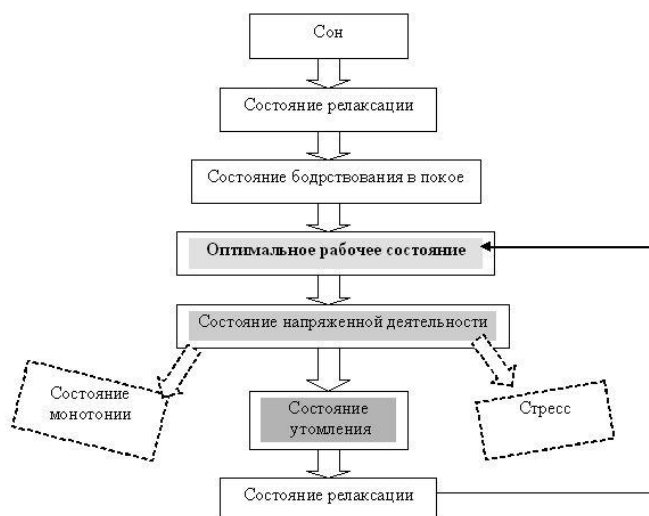 Сон
Состояние релаксации
Состояние бодрствования в покое
Оптимальное рабочее состояние
Состояние напряженной деятельности
Состояние
монотонии
Состояние
утомления
Стресс
Состояние релаксации